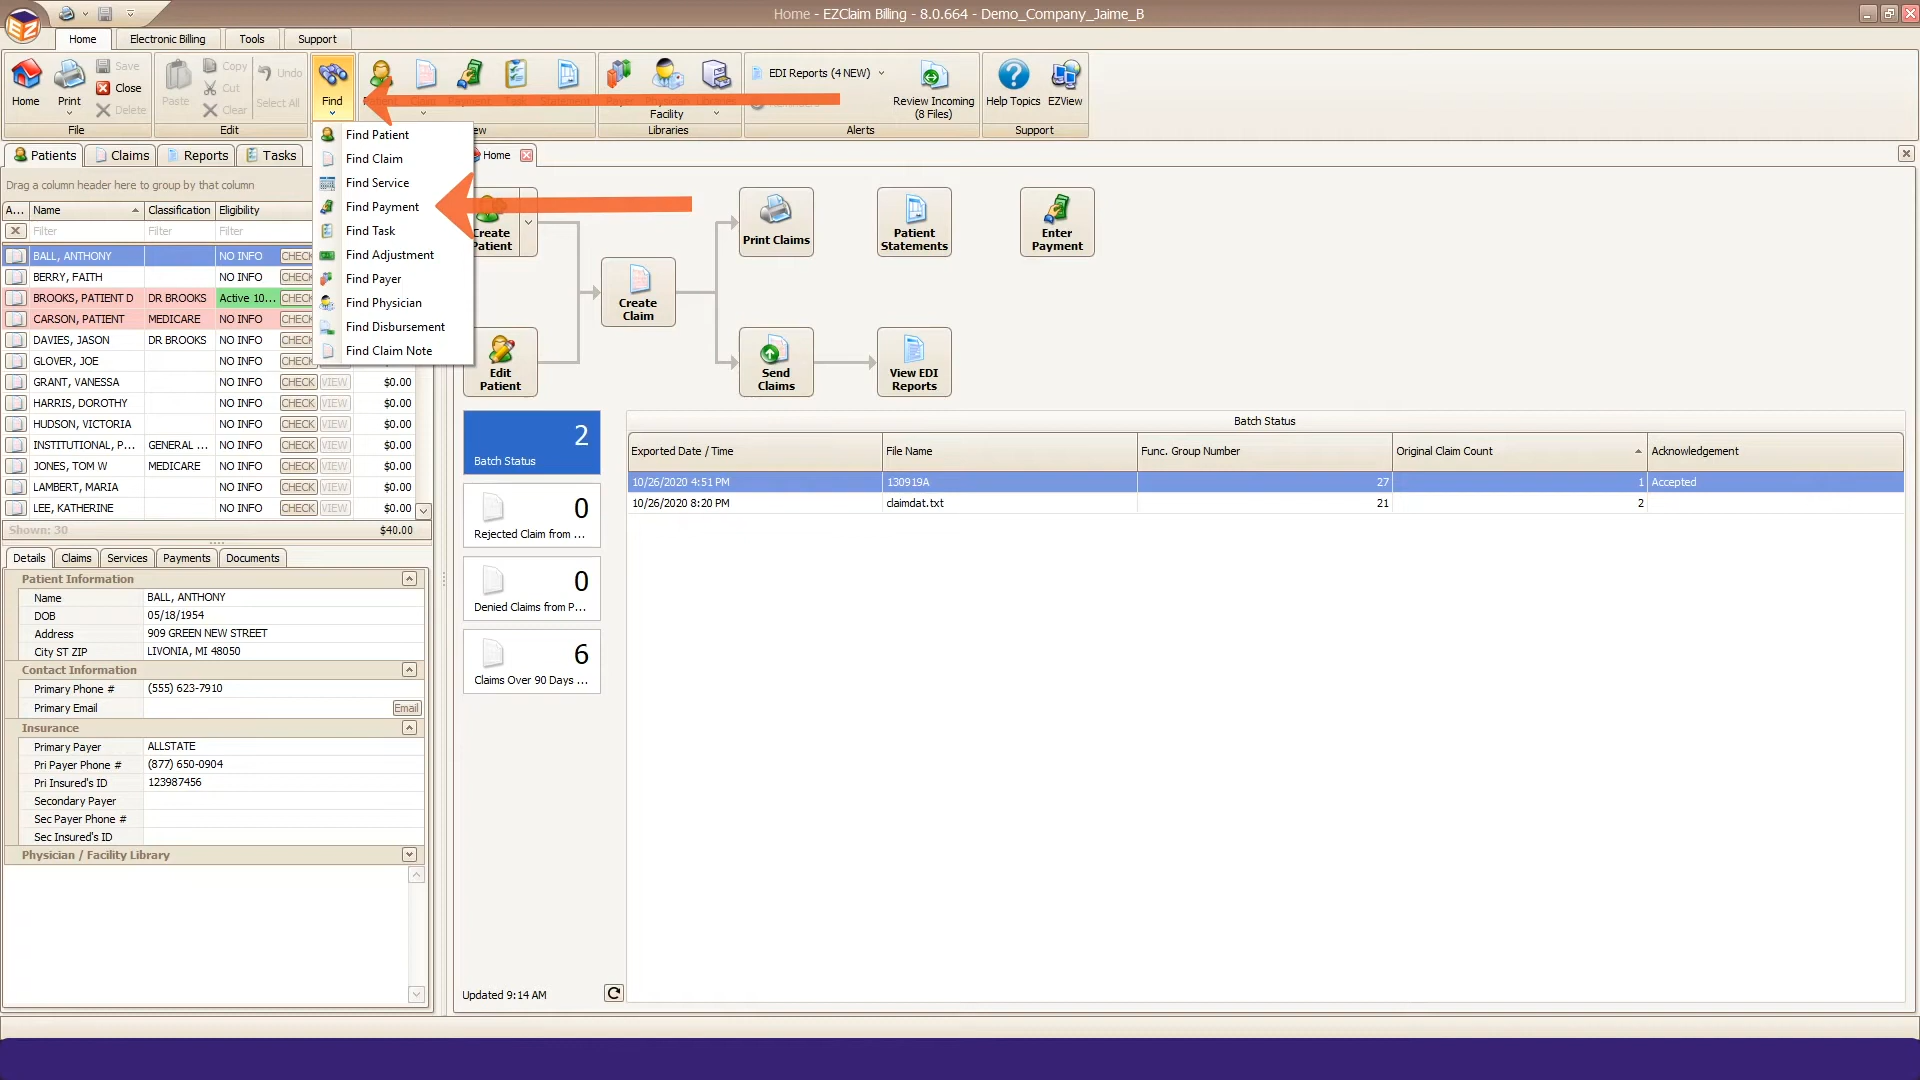 Home - EZClaim Billing - 8.0.664 - Demo_Company_Jaime_B
Home Electronic Billing Tools Support
Home Print Save Close Delete
File
Paste Copy Cut Clear Undo Select All
Edit
Find
Facility
Libraries
EDI Reports (4 NEW)
Review Incoming
(8 Files)
Alerts
Help Topics EZView
Support
Find Patient
Find Claim
Find Service
Find Payment
Find Task
Find Adjustment
Find Payer
Find Physician
Find Disbursement
Find Claim Note
Patients Claims Reports Tasks
Drag a column header here to group by that column
A... Name Classification Eligibility
Filter Filter Filter
BALL, ANTHONY NO INFO CHECK
BERRY, FAITH NO INFO CHECK
BROOKS, PATIENT D DR BROOKS Active 10... CHECK
CARSON, PATIENT MEDICARE NO INFO CHECK
DAVIES, JASON DR BROOKS NO INFO CHECK
GLOVER, JOE NO INFO CHECK
GRANT, VANESSA NO INFO CHECK VIEW $0.00
HARRIS, DOROTHY NO INFO CHECK VIEW $0.00
HUDSON, VICTORIA NO INFO CHECK VIEW $0.00
INSTITUTIONAL, P... GENERAL ... NO INFO CHECK VIEW $0.00
JONES, TOM W MEDICARE NO INFO CHECK VIEW $0.00
LAMBERT, MARIA NO INFO CHECK VIEW $0.00
LEE, KATHERINE NO INFO CHECK VIEW $0.00
Shown: 30 $40.00
Details Claims Services Payments Documents
Patient Information
Name BALL, ANTHONY
DOB 05/18/1954
Address 909 GREEN NEW STREET
City ST ZIP LIVONIA, MI 48050
Contact Information
Primary Phone # (555) 623-7910
Primary Email Email
Insurance
Primary Payer ALLSTATE
Pri Payer Phone # (877) 650-0904
Pri Insured's ID 123987456
Secondary Payer
Sec Payer Phone #
Sec Insured's ID
Physician / Facility Library
Home
Create
Patient
Edit
Patient
Create
Claim
Print Claims
Send
Claims
Patient
Statements
View EDI
Reports
Enter
Payment
2
Batch Status
0
Rejected Claim from ...
0
Denied Claims from P...
6
Claims Over 90 Days ...
Updated 9:14 AM
Batch Status
Exported Date / Time File Name Func. Group Number Original Claim Count Acknowledgement
10/26/2020 4:51 PM 130919A 27 1 Accepted
10/26/2020 8:20 PM claimdat.txt 21 2